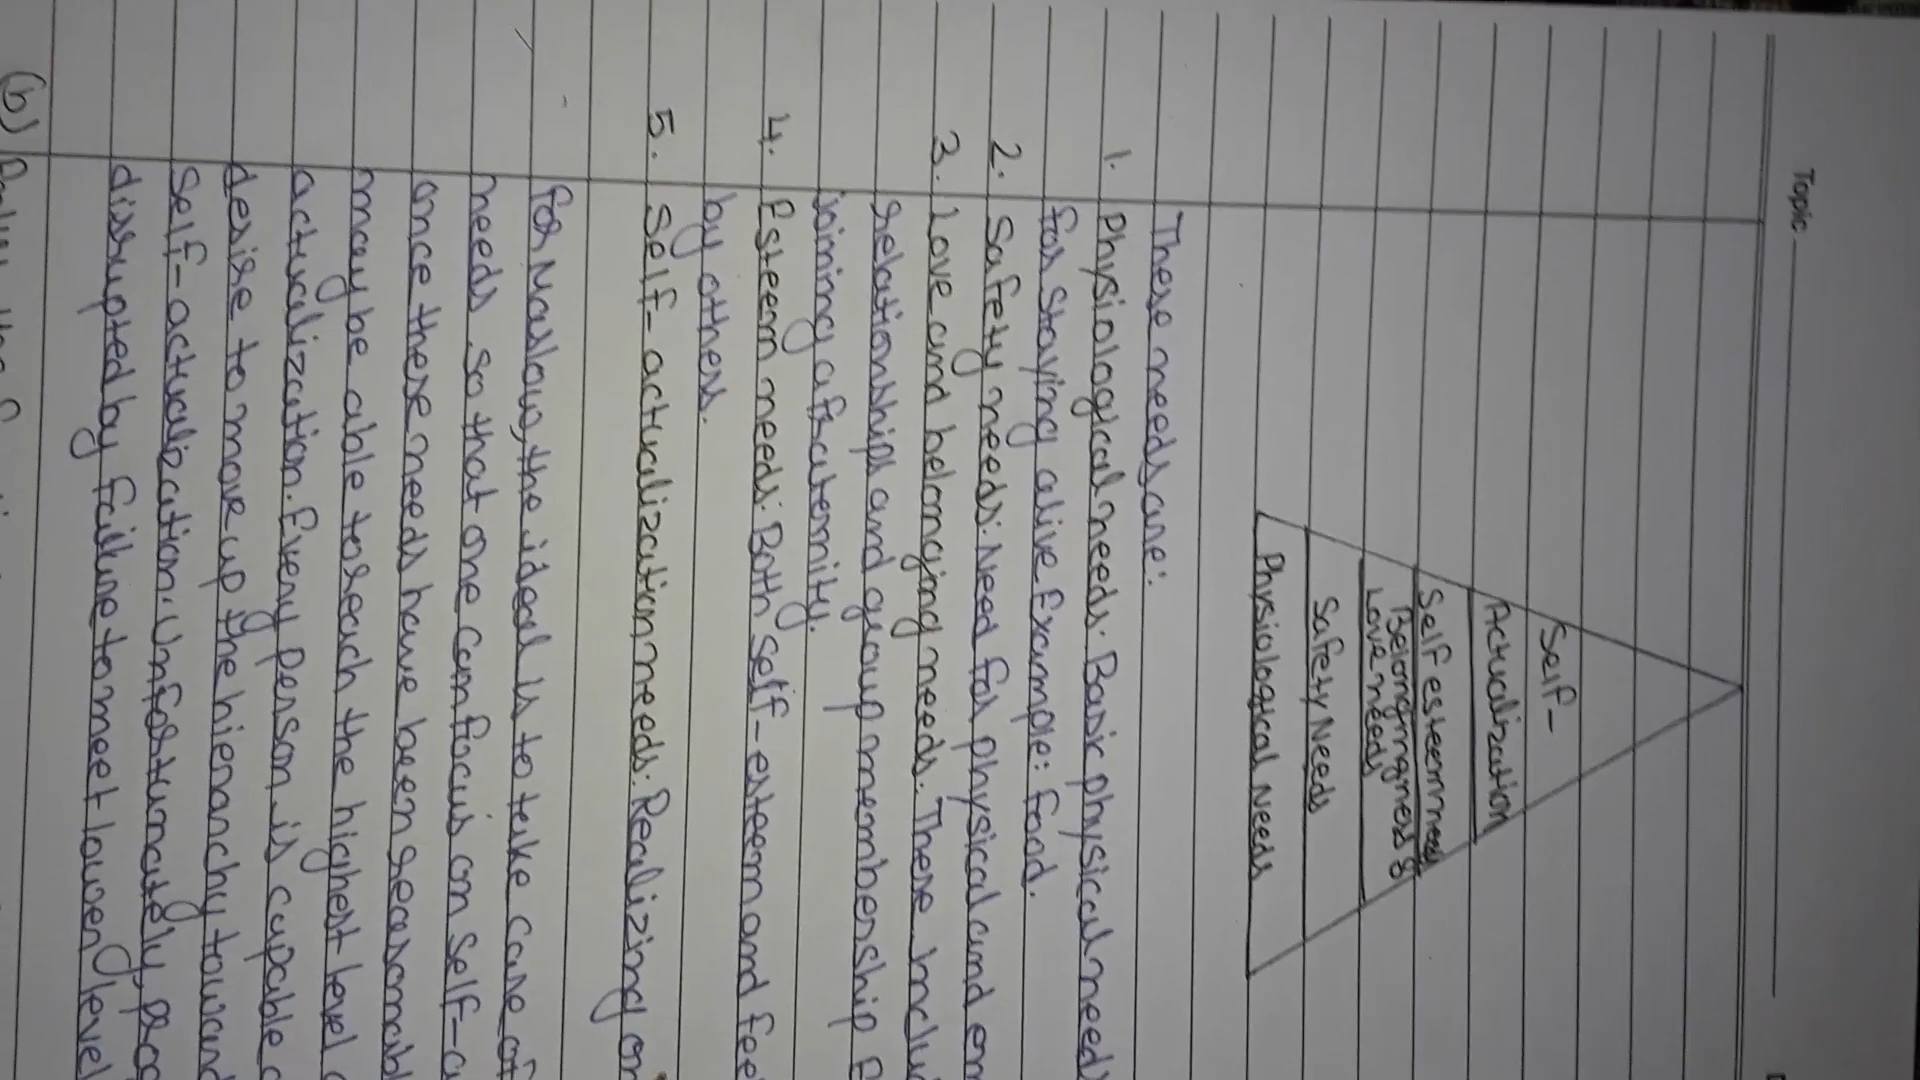 Topic
Self-
Actualization
Self esteem need
Belongingness &
Love needs
Safety Needs
Physiological Needs
These needs are:
1. Physiological needs: Basic physical need
for staying alive. Example: food.
2. Safety needs: Need for physical and em
3. Love and belonging needs. These inclu
relationships and group membership
joining a fraternity.
4. Esteem needs: Both self-esteem and fee
by others.
5. Self-actualization needs: Realizing on
for Maslow, the ideal is to take care of
needs so that one can focus on self-a
once these needs have been reasonabl
may be able to reach the highest level
actualization. Every person is capable
desire to move up the hierarchy toward
self-actualization. Unfortunately, pro
disrupted by failure to meet lower level
(b)